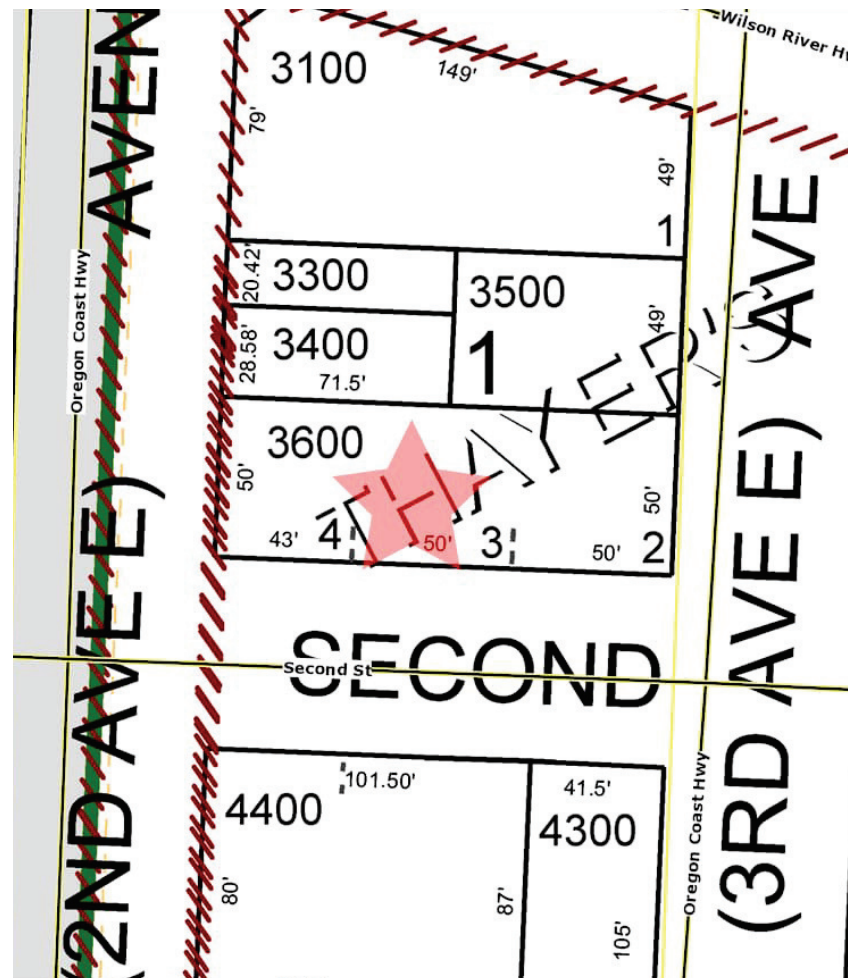 Wilson River Hw
AVEN
3100
149'
79'
49'
1
AVE
Oregon Coast Hwy
20.42'
3300
3500
28.58'
3400
71.5'
1
49'
THAYER'S
3600
50'
43'
4
50'
3
50'
2
50'
(2ND AVE E)
SECOND
Second St
(3RD AVE E)
101.50'
4400
41.5'
4300
80'
87'
105'
Oregon Coast Hwy